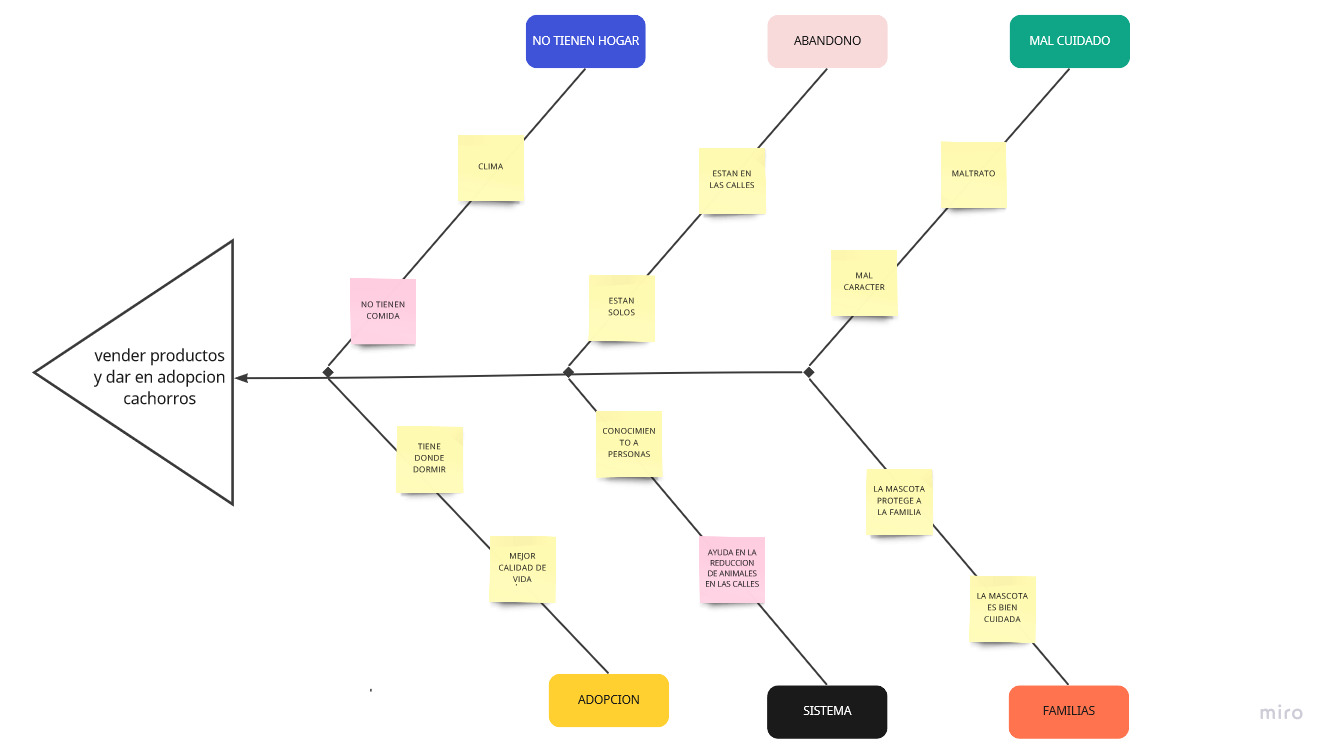 NO TIENEN HOGAR
ABANDONO
MAL CUIDADO
CLIMA
ESTAN EN
LAS CALLES
MALTRATO
NO TIENEN
COMIDA
ESTAN
SOLOS
MAL
CARACTER
vender productos
y dar en adopcion
cachorros
TIENE
DONDE
DORMIR
CONOCIMIEN
TO A
PERSONAS
LA MASCOTA
PROTEGE A
LA FAMILIA
MEJOR
CALIDAD DE
VIDA
.
AYUDA EN LA
REDUCCION
DE ANIMALES
EN LAS CALLES
LA MASCOTA
ES BIEN
CUIDADA
ADOPCION
SISTEMA
FAMILIAS
miro